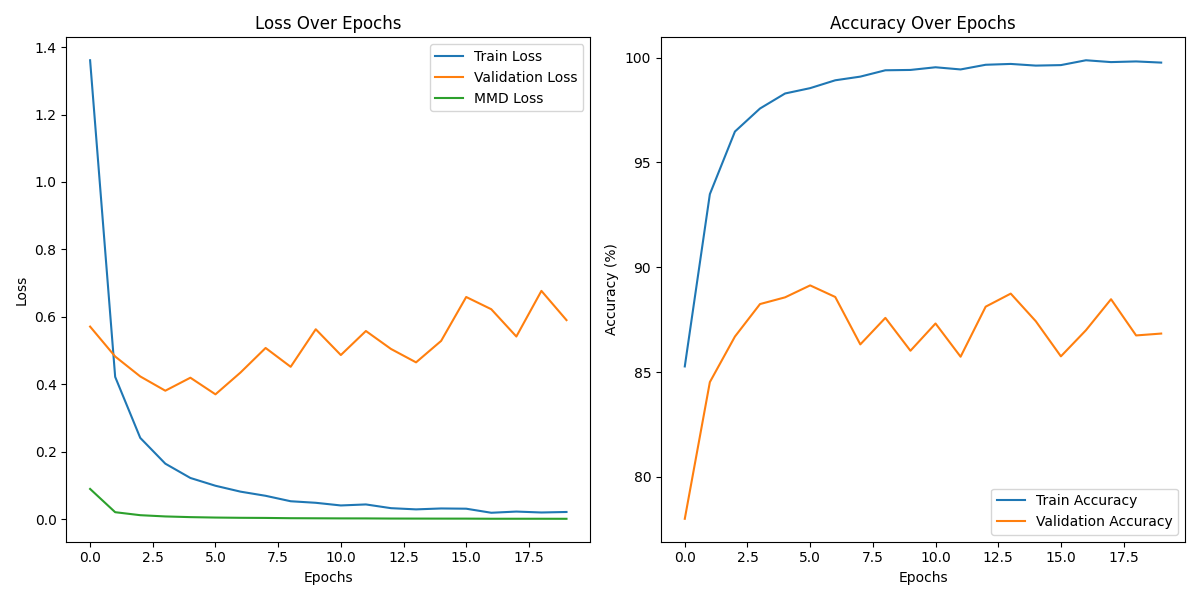 Loss Over Epochs
Loss
1.4
1.2
1.0
0.8
0.6
0.4
0.2
0.0
Train Loss
Validation Loss
MMD Loss
0.0 2.5 5.0 7.5 10.0 12.5 15.0 17.5
Epochs
Accuracy Over Epochs
Accuracy (%)
100
95
90
85
80
Train Accuracy
Validation Accuracy
0.0 2.5 5.0 7.5 10.0 12.5 15.0 17.5
Epochs